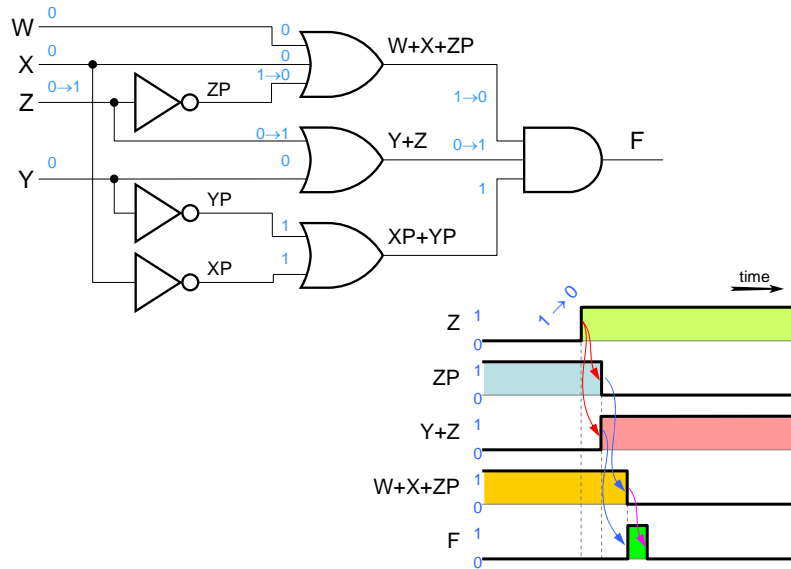 W 0 0 W+X+ZP
X 0 0
Z 0→1 ZP 1→0 1→0
0→1 Y+Z 0→1 F
Y 0 0 1
YP 1 XP+YP
XP 1
time
1 → 0
Z 1 0
ZP 1 0
Y+Z 1 0
W+X+ZP 1 0
F 1 0